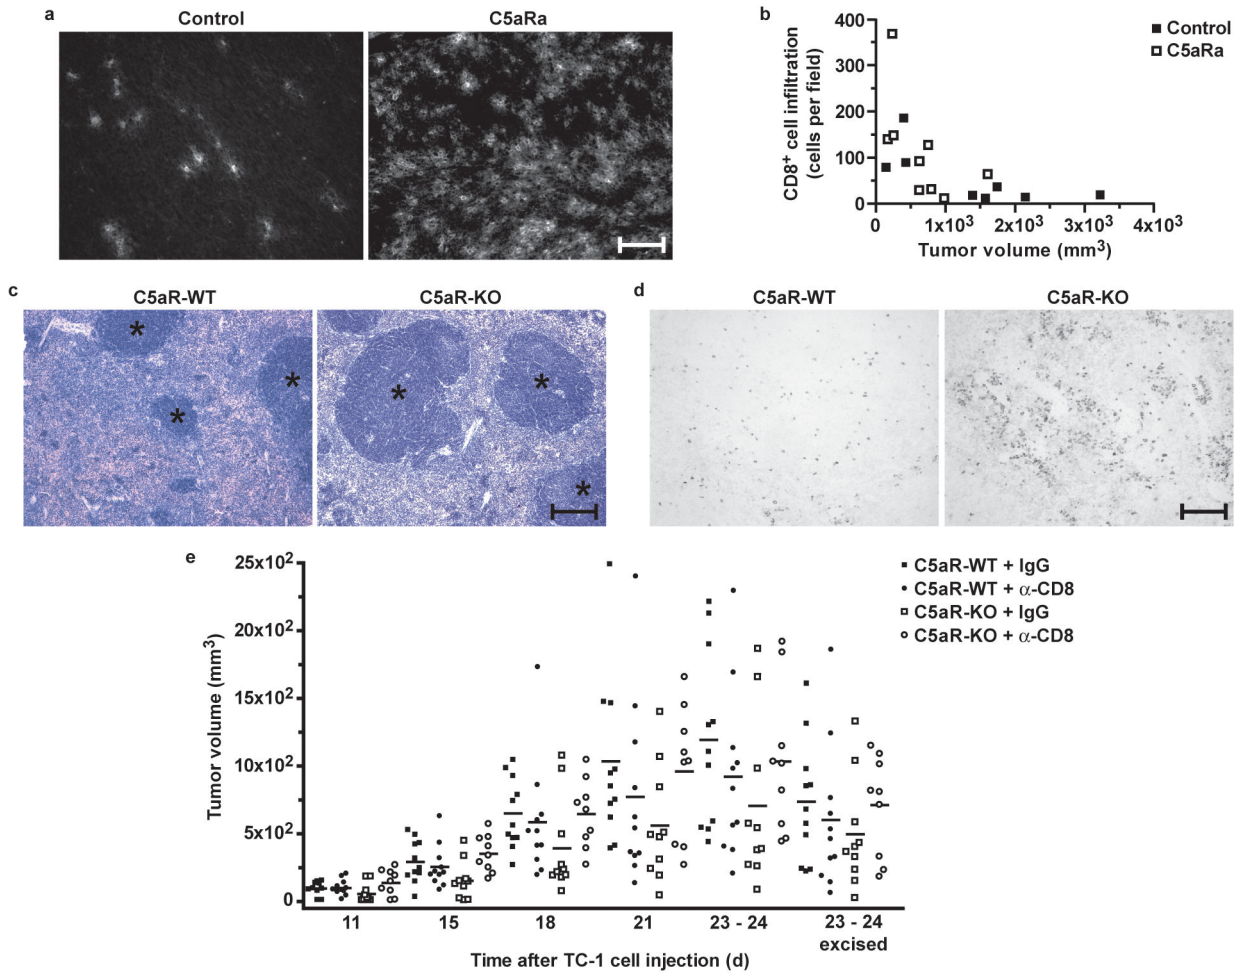 a
Control
C5aRa
b
CD8+ cell infiltration
(cells per field)
400
300
200
100
0
0
1x10³
2x10³
3x10³
4x10³
Tumor volume (mm³)
Control
C5aRa
c
C5aR-WT
C5aR-KO
*
*
*
*
*
*
d
C5aR-WT
C5aR-KO
e
Tumor volume (mm³)
25x10²
20x10²
15x10²
10x10²
5x10²
0
11
15
18
21
23 - 24
23 - 24
excised
Time after TC-1 cell injection (d)
C5aR-WT + IgG
C5aR-WT + α-CD8
C5aR-KO + IgG
C5aR-KO + α-CD8